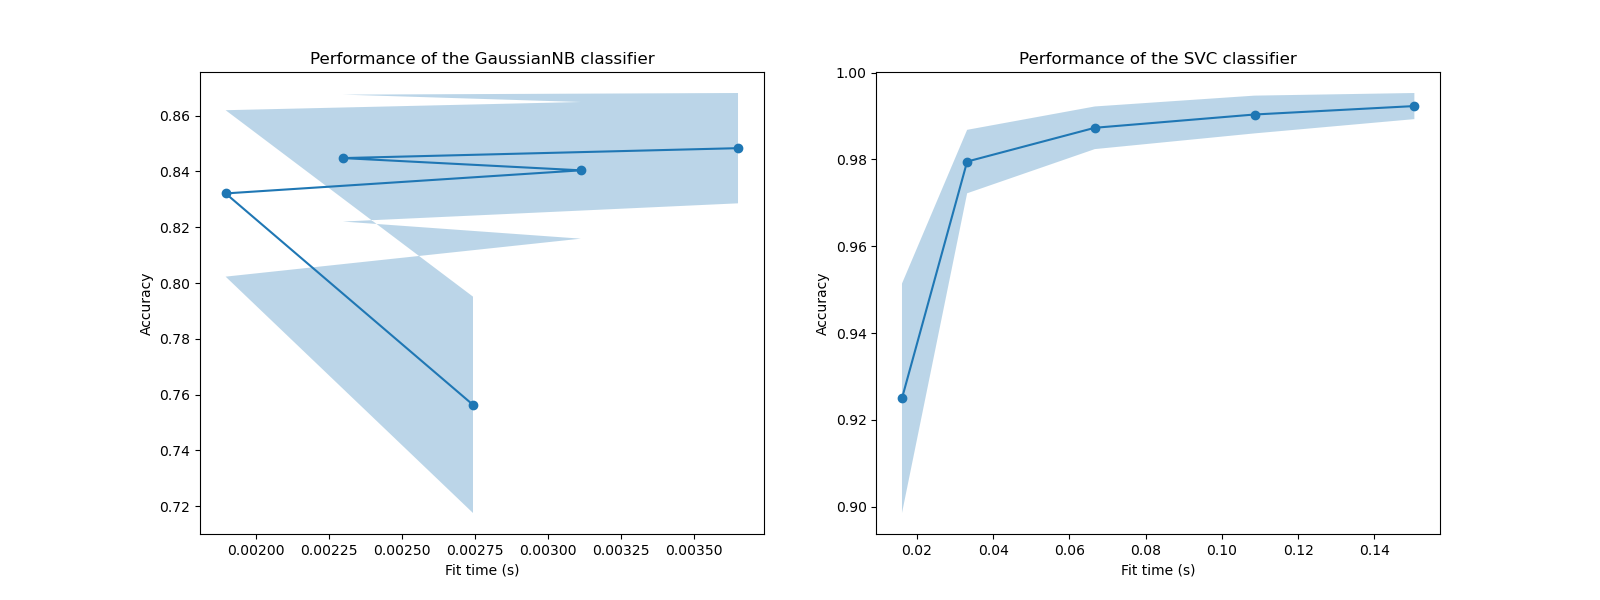 Performance of the GaussianNB classifier
0.86
0.84
0.82
0.80
0.78
0.76
0.74
0.72
Accuracy
0.00200 0.00225 0.00250 0.00275 0.00300 0.00325 0.00350
Fit time (s)
Performance of the SVC classifier
1.00
0.98
0.96
0.94
0.92
0.90
Accuracy
0.02 0.04 0.06 0.08 0.10 0.12 0.14
Fit time (s)